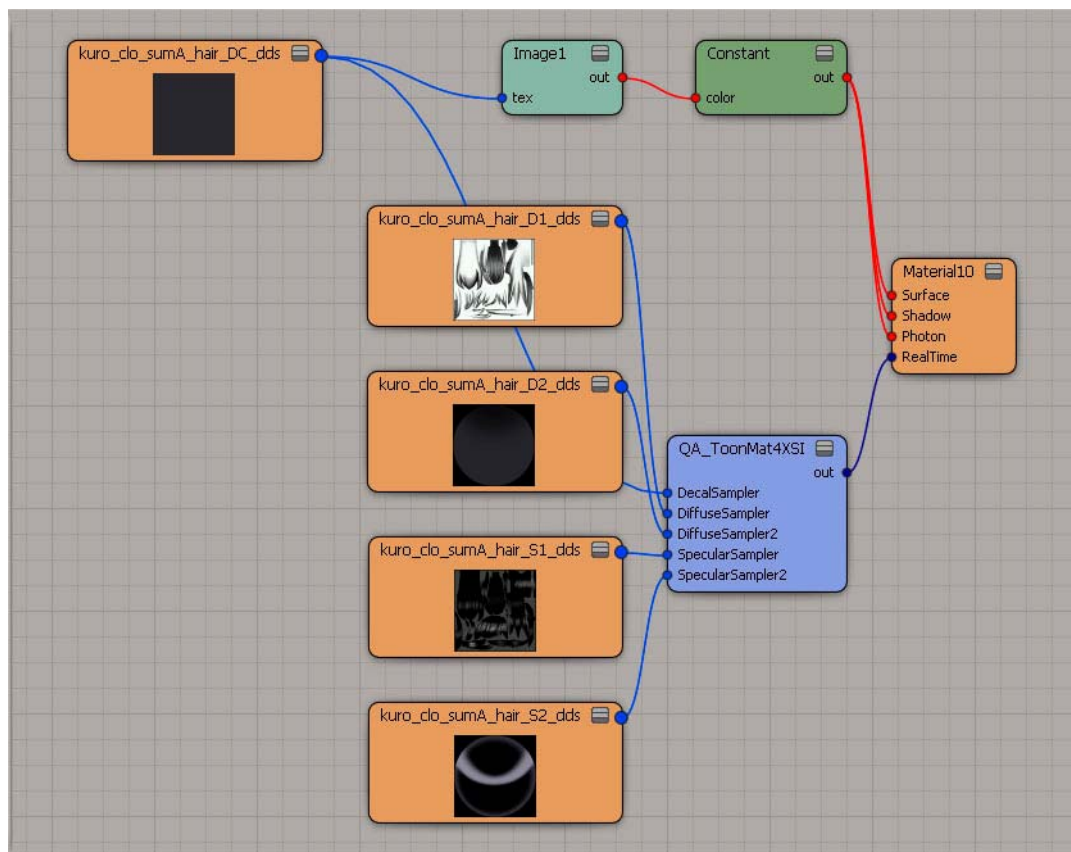 kuro_clo_sumA_hair_DC_dds
Image1
out
tex
Constant
out
color
kuro_clo_sumA_hair_D1_dds
Material10
Surface
Shadow
Photon
RealTime
kuro_clo_sumA_hair_D2_dds
QA_ToonMat4XSI
out
DecalSampler
DiffuseSampler
DiffuseSampler2
SpecularSampler
SpecularSampler2
kuro_clo_sumA_hair_S1_dds
kuro_clo_sumA_hair_S2_dds